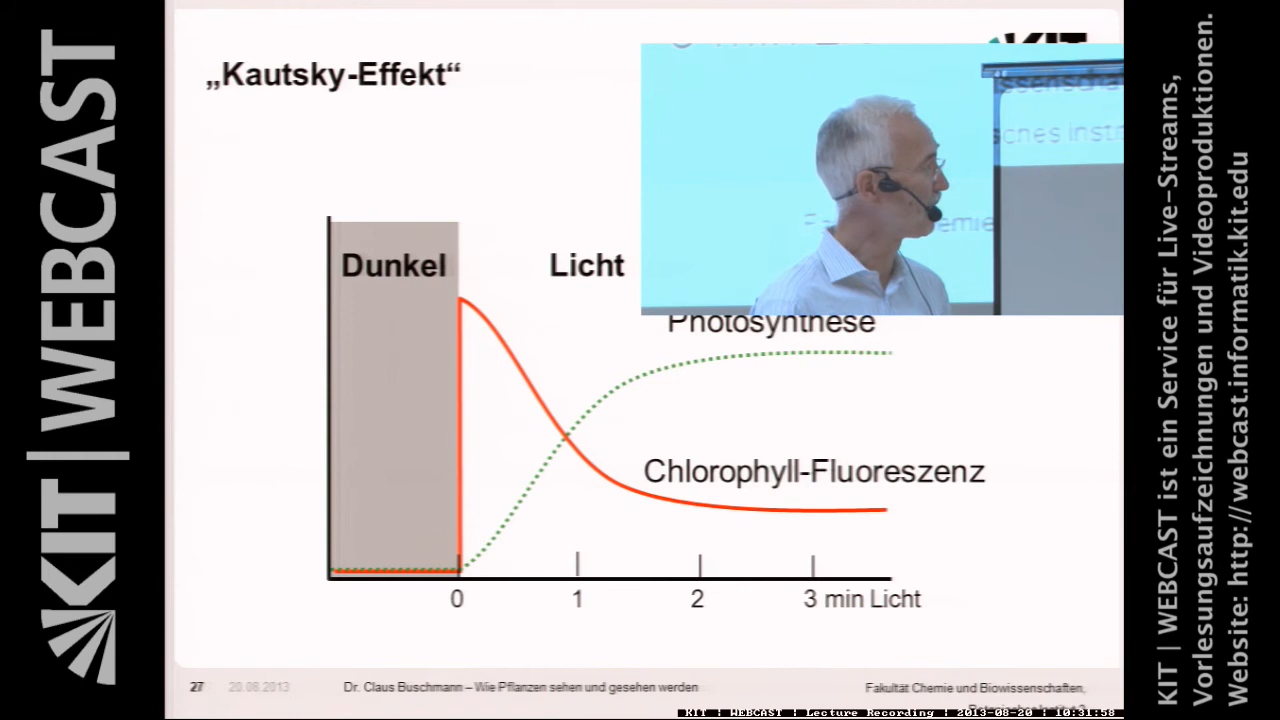 KIT | WEBCAST
„Kautsky-Effekt“
KIT
Dunkel
Licht
Photosynthese
Chlorophyll-Fluoreszenz
0
1
2
3 min Licht
27
20.08.2013
Dr. Claus Buschmann – Wie Pflanzen sehen und gesehen werden
Fakultät Chemie und Biowissenschaften,
KIT : WEBCAST : Lecture Recording : 2013-08-20 : 10:31:58
KIT | WEBCAST ist ein Service für Live-Streams,
Vorlesungsaufzeichnungen und Videoproduktionen.
Website: http://webcast.informatik.kit.edu